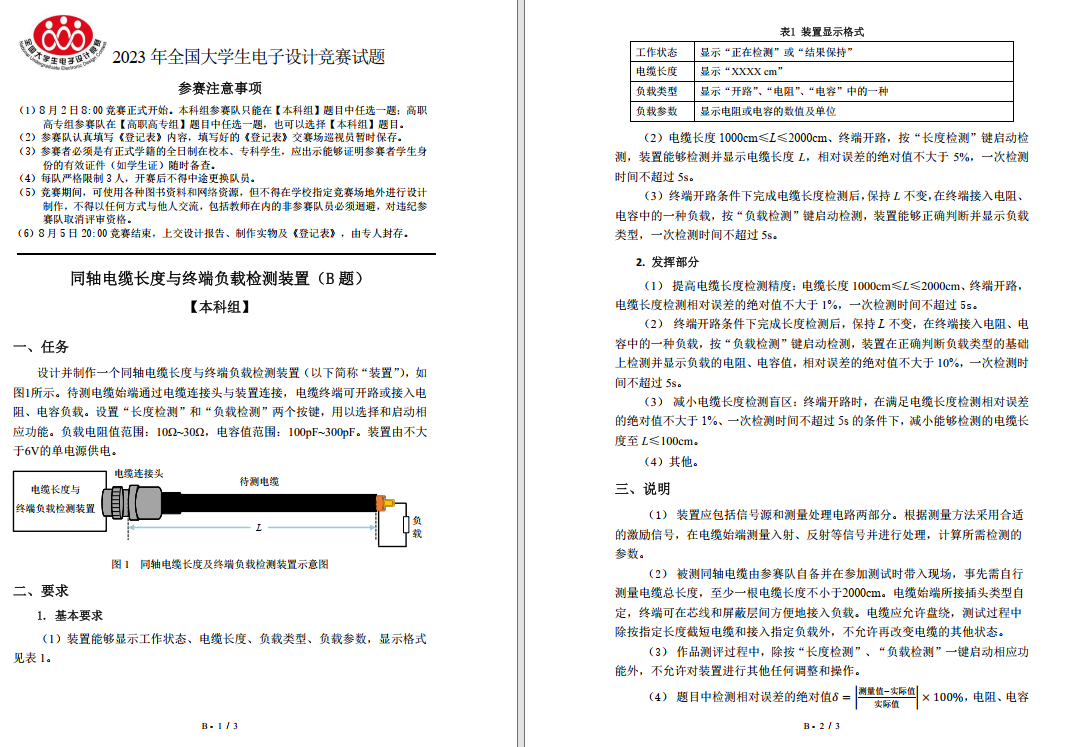 全国大学生电子设计竞赛
National Undergraduate Electronic Design Contest
2023 年全国大学生电子设计竞赛试题
参赛注意事项
（1）8 月 2 日 8:00 竞赛正式开始。本科组参赛队只能在【本科组】题目中任选一题；高职
高专组参赛队在【高职高专组】题目中任选一题，也可以选择【本科组】题目。
（2）参赛队认真填写《登记表》内容，填写好的《登记表》交赛场巡视员暂时保存。
（3）参赛者必须是有正式学籍的全日制在校本、专科学生，应出示能够证明参赛者学生身
份的有效证件（如学生证）随时备查。
（4）每队严格限制 3 人，开赛后不得中途更换队员。
（5）竞赛期间，可使用各种图书资料和网络资源，但不得在学校指定竞赛场地外进行设计
制作，不得以任何方式与他人交流，包括教师在内的非参赛队员必须迴避，对违纪参
赛队取消评审资格。
（6）8 月 5 日 20:00 竞赛结束，上交设计报告、制作实物及《登记表》，由专人封存。
同轴电缆长度与终端负载检测装置（B 题）
【本科组】
一、任务
设计并制作一个同轴电缆长度与终端负载检测装置（以下简称“装置”），如
图1所示。待测电缆始端通过电缆连接头与装置连接，电缆终端可开路或接入电
阻、电容负载。设置“长度检测”和“负载检测”两个按键，用以选择和启动相
应功能。负载电阻值范围：10Ω~30Ω，电容值范围：100pF~300pF。装置由不大
于6V的单电源供电。
电缆连接头
电缆长度与
终端负载检测装置
待测电缆
L
负
载
图 1 同轴电缆长度及终端负载检测装置示意图
二、要求
1. 基本要求
（1）装置能够显示工作状态、电缆长度、负载类型、负载参数，显示格式
见表 1。
B - 1 / 3
表1 装置显示格式
工作状态 显示“正在检测”或“结果保持”
电缆长度 显示“XXXX cm”
负载类型 显示“开路”、“电阻”、“电容”中的一种
负载参数 显示电阻或电容的数值及单位
（2）电缆长度 1000cm≤L≤2000cm、终端开路，按“长度检测”键启动检
测，装置能够检测并显示电缆长度 L，相对误差的绝对值不大于 5%，一次检测
时间不超过 5s。
（3）终端开路条件下完成电缆长度检测后，保持 L 不变，在终端接入电阻、
电容中的一种负载，按“负载检测”键启动检测，装置能够正确判断并显示负载
类型，一次检测时间不超过 5s。
2. 发挥部分
（1） 提高电缆长度检测精度：电缆长度 1000cm≤L≤2000cm、终端开路，
电缆长度检测相对误差的绝对值不大于 1%，一次检测时间不超过 5s。
（2） 终端开路条件下完成长度检测后，保持 L 不变，在终端接入电阻、电
容中的一种负载，按“负载检测”键启动检测，装置在正确判断负载类型的基础
上检测并显示负载的电阻、电容值，相对误差的绝对值不大于 10%，一次检测时
间不超过 5s。
（3） 减小电缆长度检测盲区：终端开路时，在满足电缆长度检测相对误差
的绝对值不大于 1%、一次检测时间不超过 5s 的条件下，减小能够检测的电缆长
度至 L≤100cm。
（4）其他。
三、说明
（1） 装置应包括信号源和测量处理电路两部分。根据测量方法采用合适
的激励信号，在电缆始端测量入射、反射等信号并进行处理，计算所需检测的
参数。
（2） 被测同轴电缆由参赛队自备并在参加测试时带入现场，事先需自行
测量电缆总长度，至少一根电缆长度不小于2000cm。电缆始端所接插头类型自
定，终端可在芯线和屏蔽层间方便地接入负载。电缆应允许盘绕，测试过程中
除按指定长度截短电缆和接入指定负载外，不允许再改变电缆的其他状态。
（3） 作品测评过程中，除按“长度检测”、“负载检测”一键启动相应功
能外，不允许对装置进行其他任何调整和操作。
（4） 题目中检测相对误差的绝对值δ = |测量值−实际值 / 实际值| × 100%，电阻、电容
B - 2 / 3